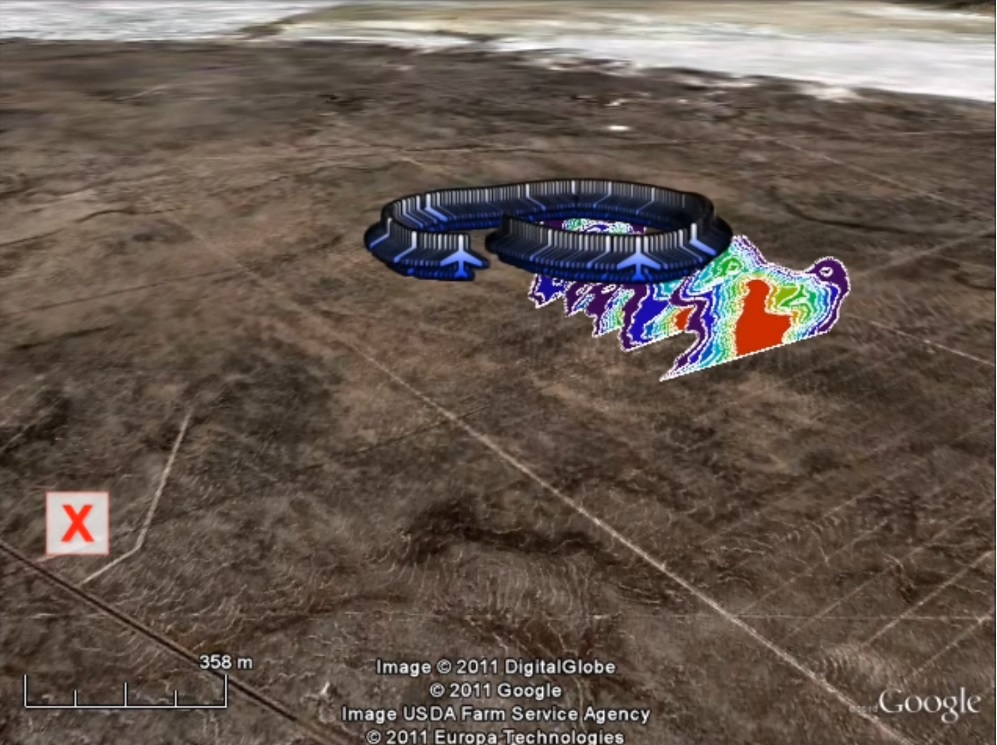 X
358 m
Image © 2011 DigitalGlobe
© 2011 Google
Image USDA Farm Service Agency
© 2011 Europa Technologies
Google